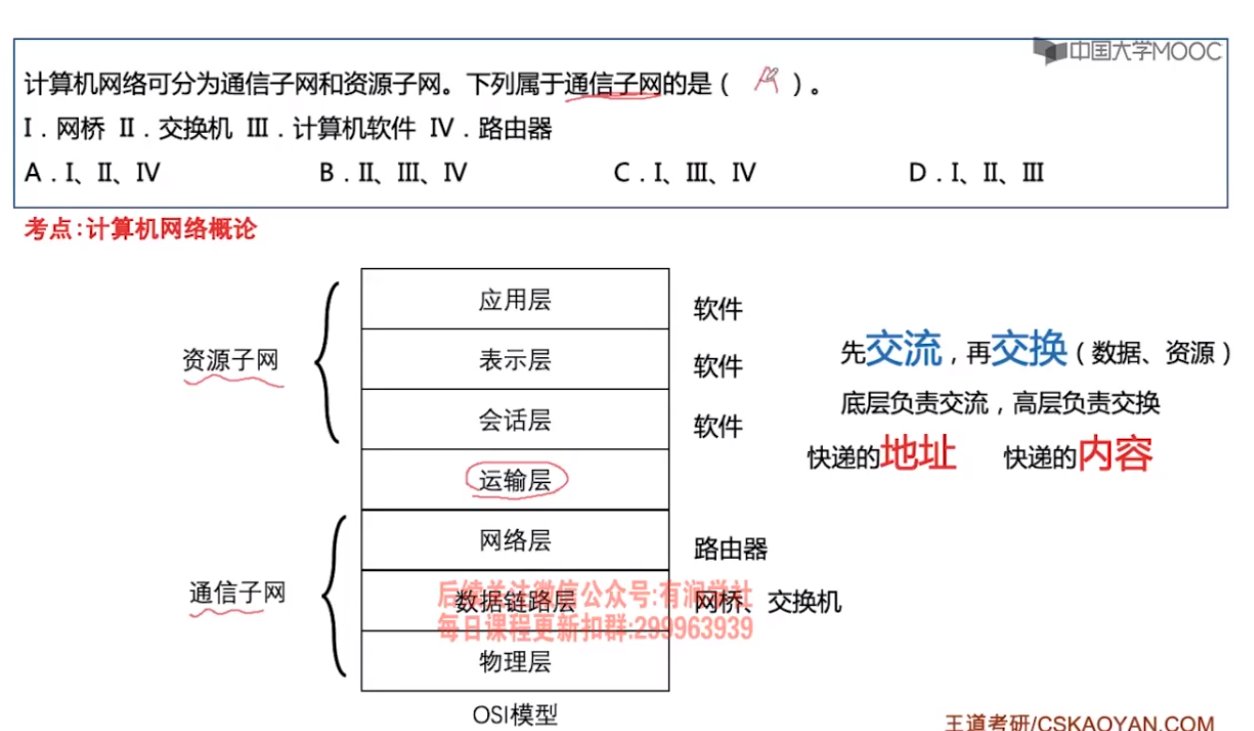 中国大学MOOC
计算机网络可分为通信子网和资源子网。下列属于通信子网的是（ A ）。
Ⅰ．网桥 Ⅱ．交换机 Ⅲ．计算机软件 Ⅳ．路由器
A．Ⅰ、Ⅱ、Ⅳ B．Ⅱ、Ⅲ、Ⅳ C．Ⅰ、Ⅲ、Ⅳ D．Ⅰ、Ⅱ、Ⅲ
考点:计算机网络概论
应用层 软件
资源子网 表示层 软件
先交流，再交换（数据、资源）
会话层 软件
底层负责交流，高层负责交换
快递的地址 快递的内容
运输层
网络层 路由器
通信子网 数据链路层 网桥、交换机
后续关注微信公众号:有润学社
每日课程更新扣群:299963939
物理层
OSI模型
王道考研/CSKAOYAN.COM